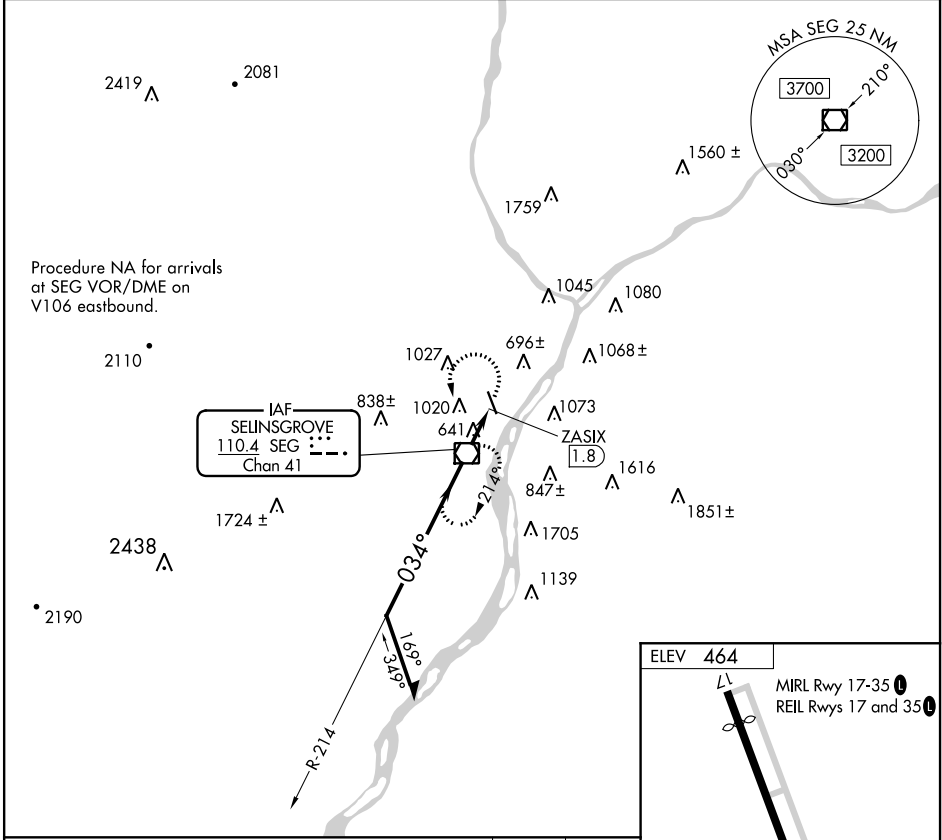 MSA SEG 25 NM
3700
210°
030°
3200
2419
2081
1560 ±
1759
Procedure NA for arrivals
at SEG VOR/DME on
V106 eastbound.
1045
1080
2110
1027
696±
1068±
IAF
SELINSGROVE
110.4 SEG
Chan 41
838±
1020
641
1073
ZASIX
1.8
1616
847±
214°
1851±
1724 ±
1705
2438
034°
1139
2190
169°
349°
R-214
ELEV 464
17
MIRL Rwy 17-35 L
REIL Rwys 17 and 35 L